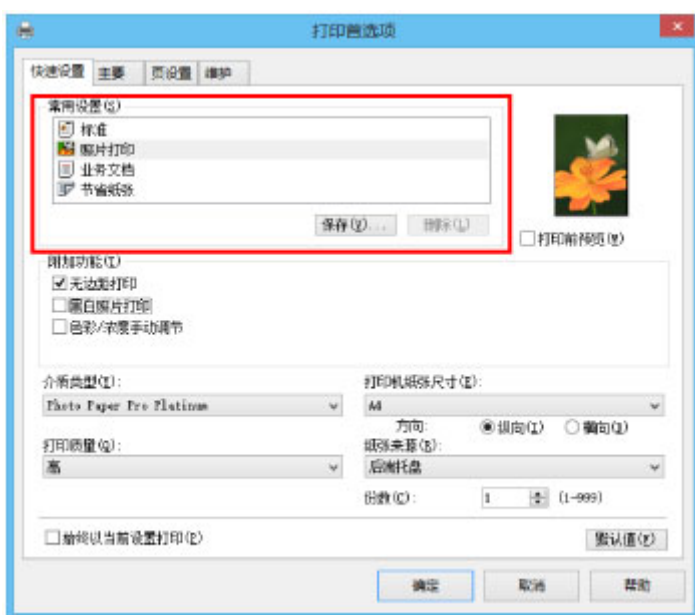 打印首选项
快速设置 主要 页设置 维护
常用设置(S)
标准
照片打印
业务文档
节省纸张
保存(V)... 删除(L)
打印前预览(W)
附加功能(T)
无边距打印
黑白照片打印
色彩/浓度手动调节
介质类型(I): 打印机纸张尺寸(E):
Photo Paper Pro Platinum A4
方向: 纵向(I) 横向(Q)
打印质量(Q): 纸张来源(B):
高 后端托盘
份数(C): 1 (1-999)
始终以当前设置打印(P) 默认值(F)
确定 取消 帮助